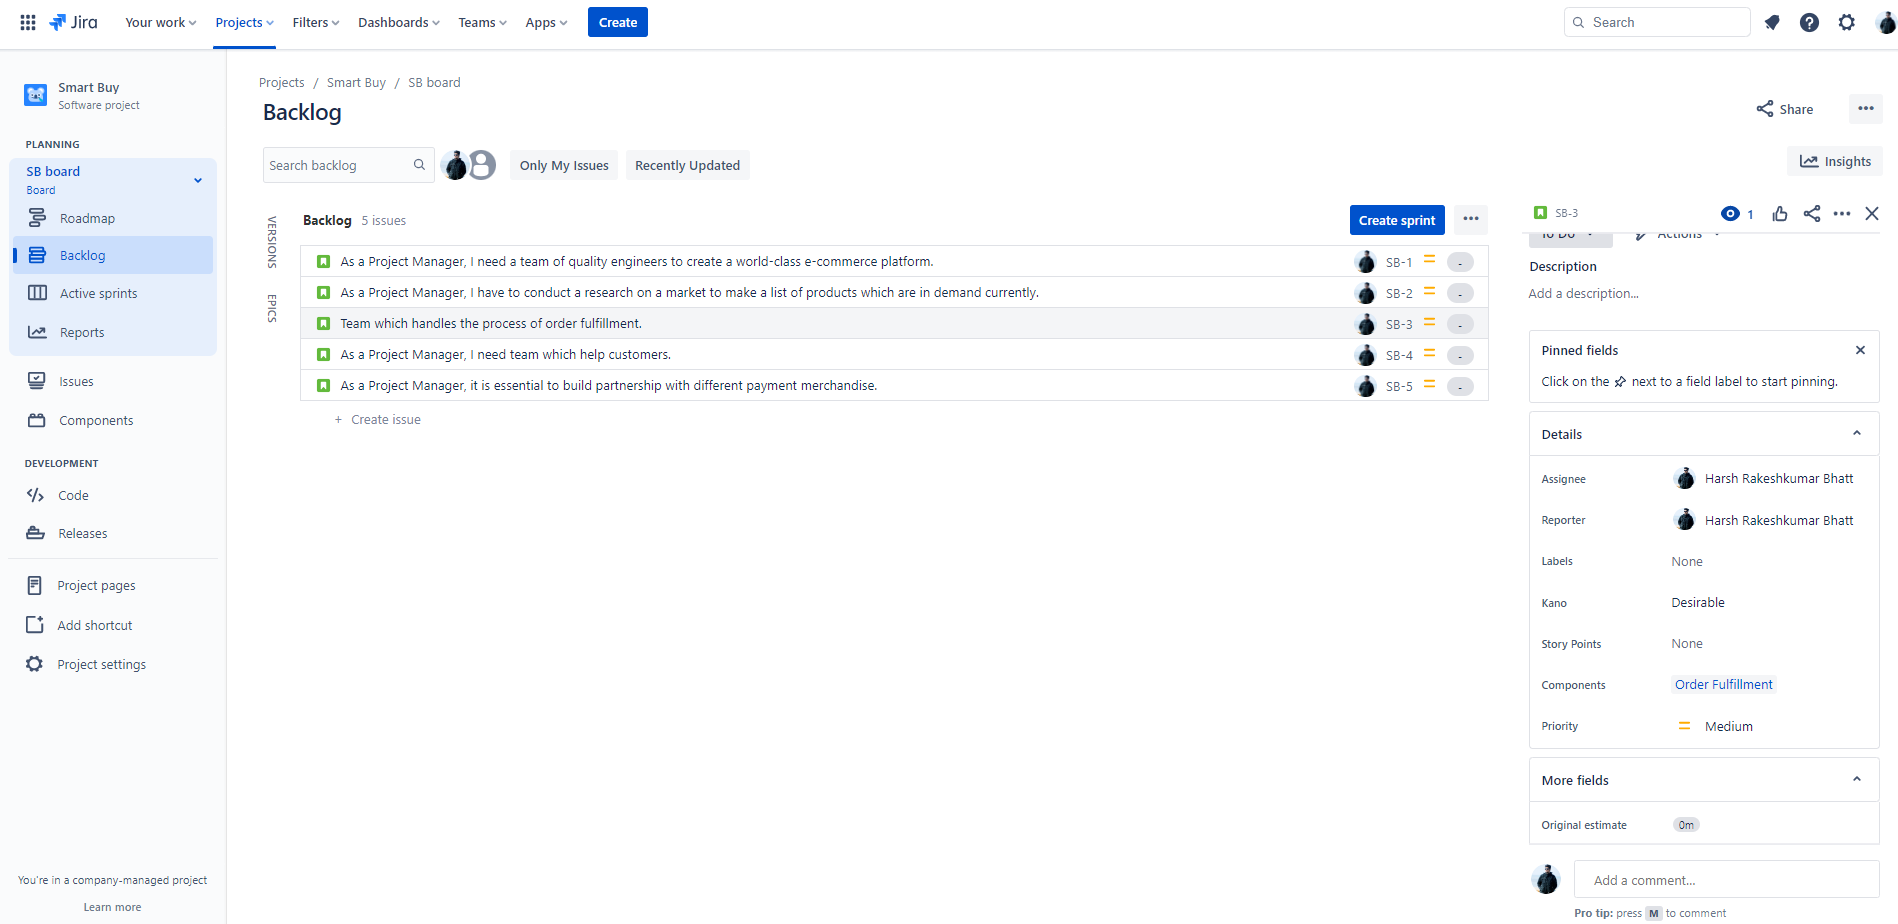 Jira
Your work
Projects
Filters
Dashboards
Teams
Apps
Create
Search
Smart Buy
Software project
PLANNING
SB board
Board
Roadmap
Backlog
Active sprints
Reports
Issues
Components
DEVELOPMENT
Code
Releases
Project pages
Add shortcut
Project settings
You're in a company-managed project
Learn more
Projects / Smart Buy / SB board
Backlog
Share
Search backlog
Only My Issues
Recently Updated
Insights
VERSIONS
EPICS
Backlog 5 issues
Create sprint
As a Project Manager, I need a team of quality engineers to create a world-class e-commerce platform. SB-1 -
As a Project Manager, I have to conduct a research on a market to make a list of products which are in demand currently. SB-2 -
Team which handles the process of order fulfillment. SB-3 -
As a Project Manager, I need team which help customers. SB-4 -
As a Project Manager, it is essential to build partnership with different payment merchandise. SB-5 -
+ Create issue
SB-3
1
To Do
Actions
Description
Add a description...
Pinned fields
Click on the next to a field label to start pinning.
Details
Assignee Harsh Rakeshkumar Bhatt
Reporter Harsh Rakeshkumar Bhatt
Labels None
Kano Desirable
Story Points None
Components Order Fulfillment
Priority Medium
More fields
Original estimate 0m
Add a comment...
Pro tip: press M to comment